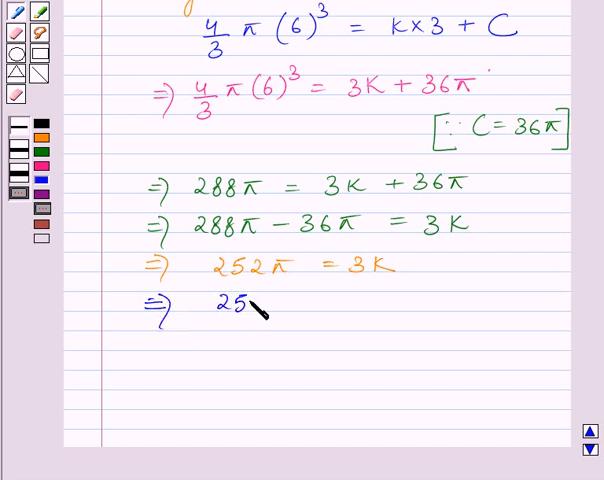 4/3 π (6)³ = K×3 + C
⇒ 4/3 π(6)³ = 3K + 36π
[∵ C = 36π]
⇒ 288π = 3K + 36π
⇒ 288π − 36π = 3K
⇒ 252π = 3K
⇒ 25